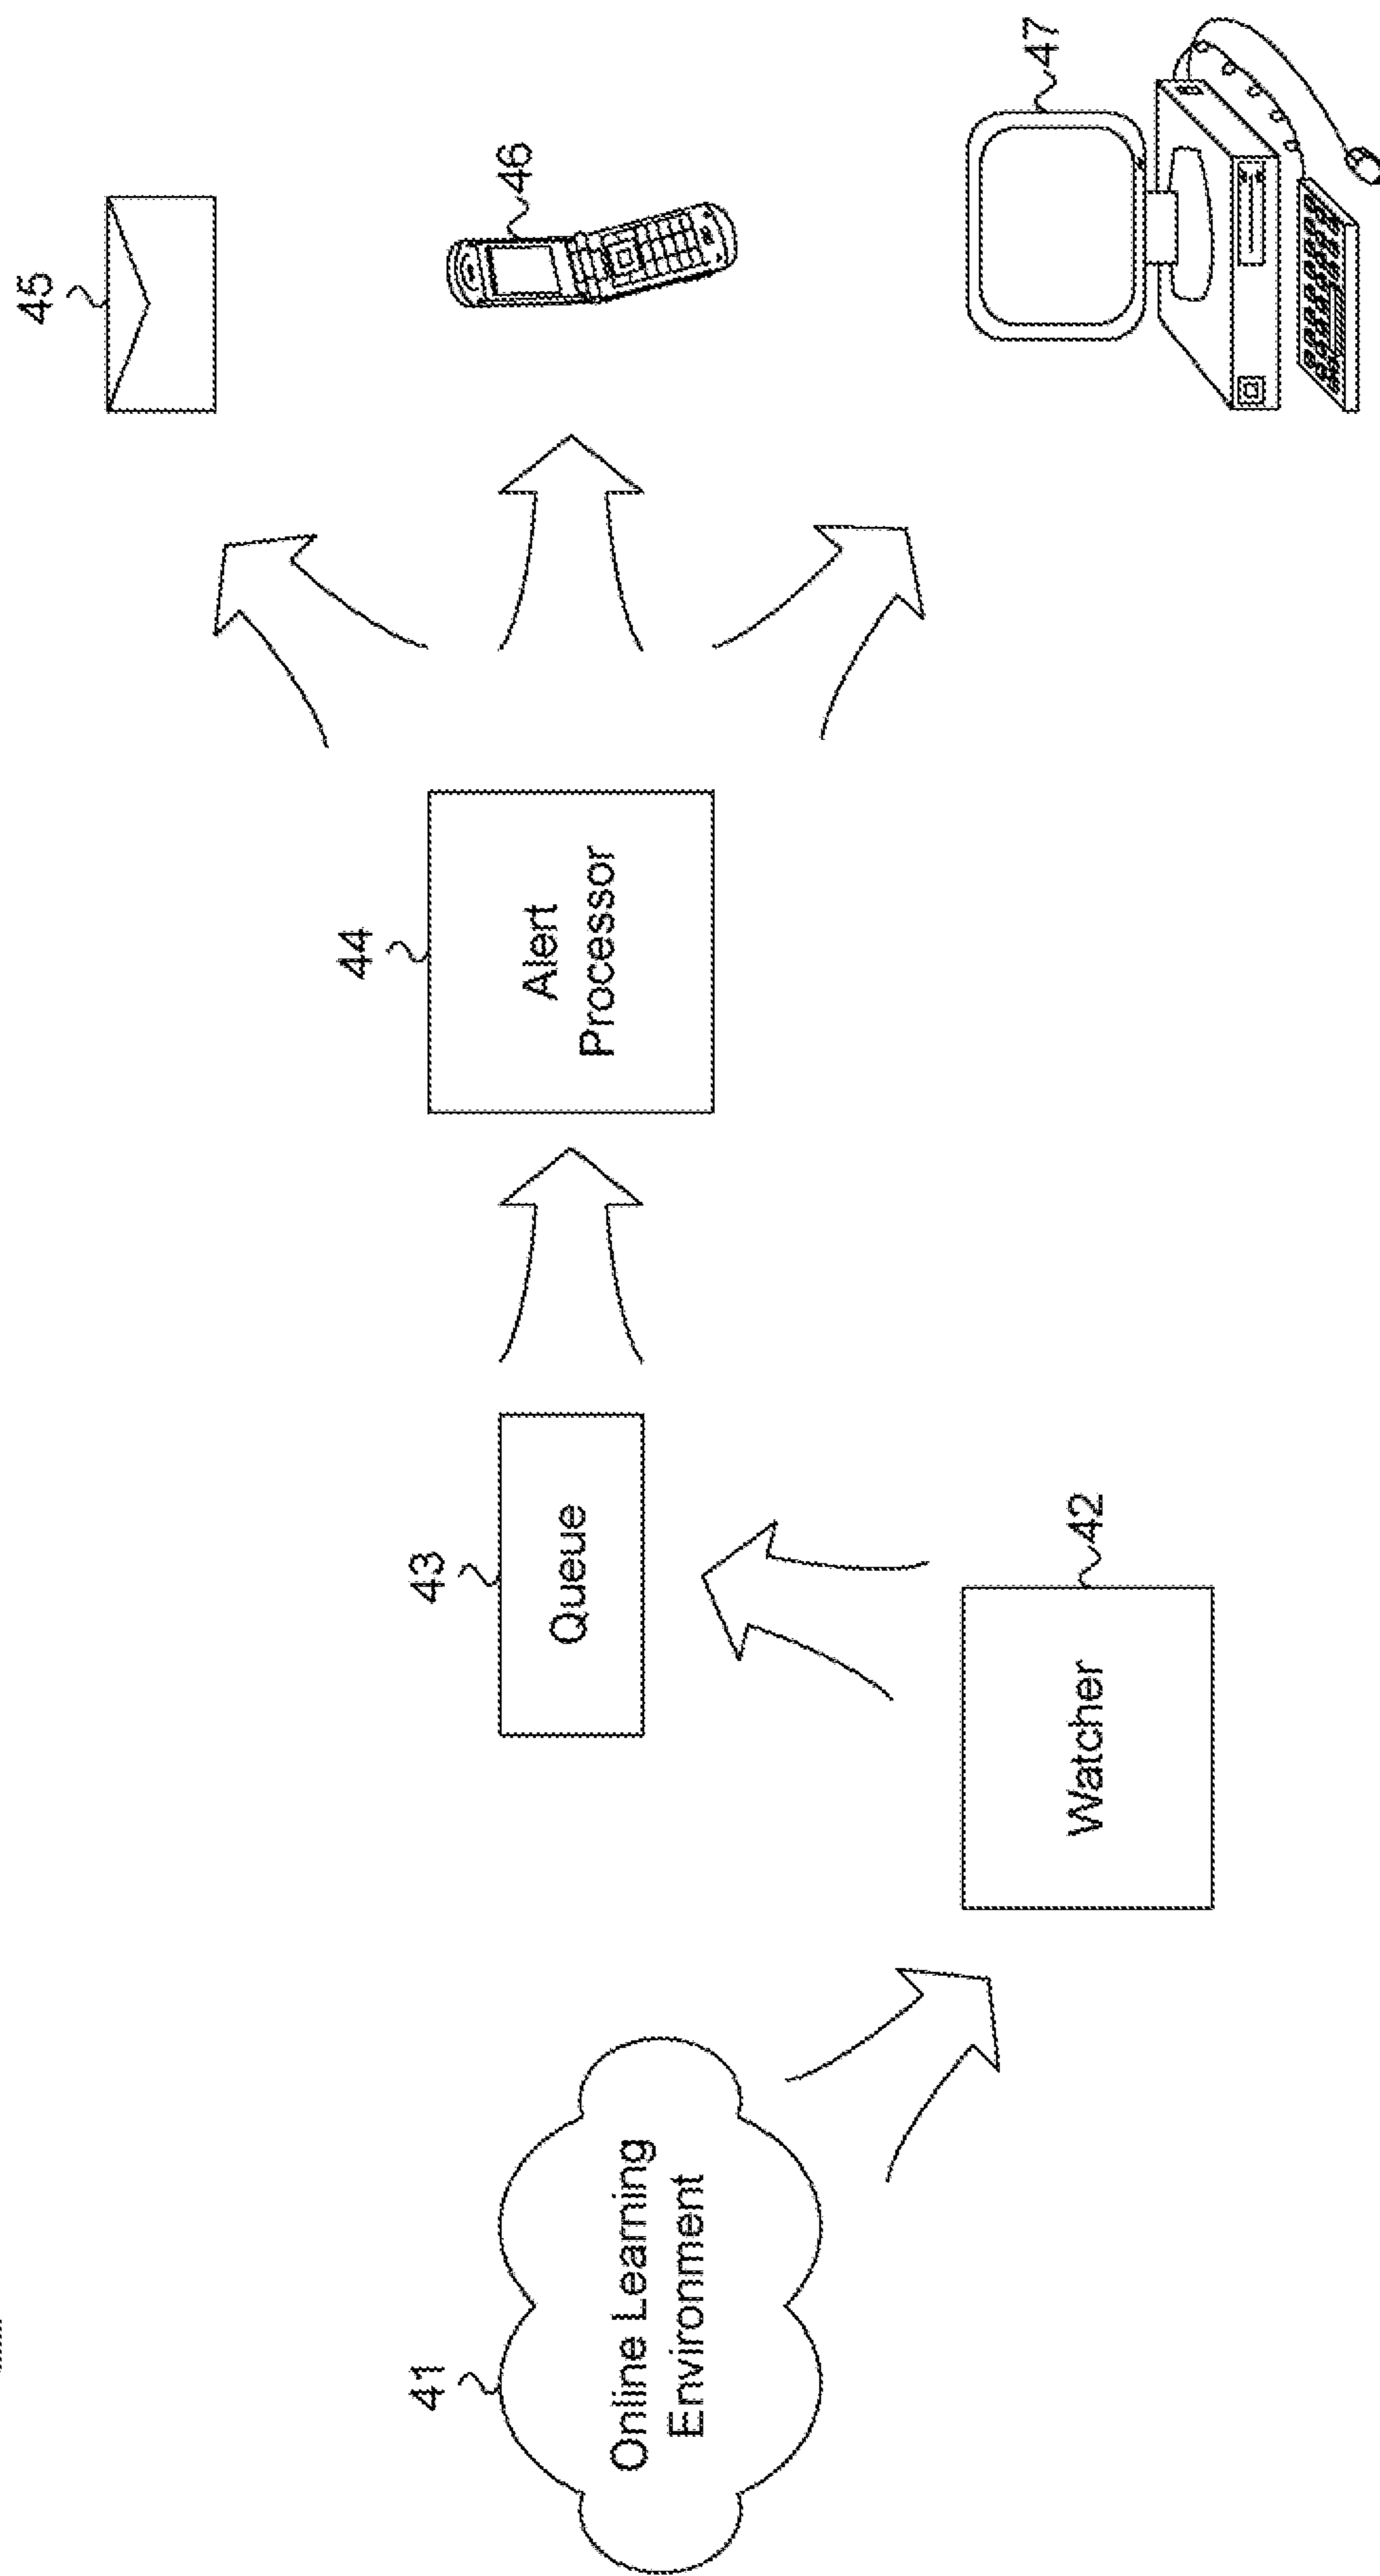 41
Online Learning
Environment
Watcher
42
43
Queue
44
Alert
Processor
45
46
47